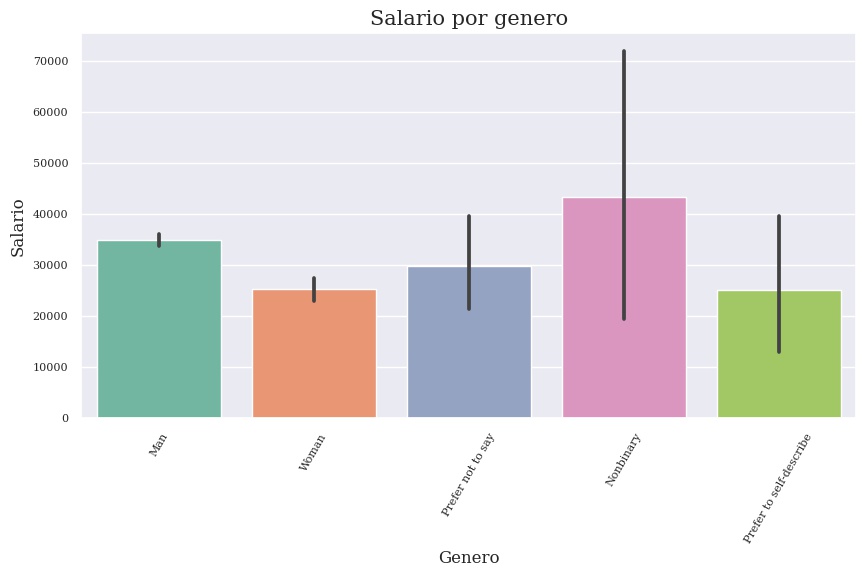 Salario por genero
Salario
70000
60000
50000
40000
30000
20000
10000
0
Man
Woman
Prefer not to say
Nonbinary
Prefer to self-describe
Genero